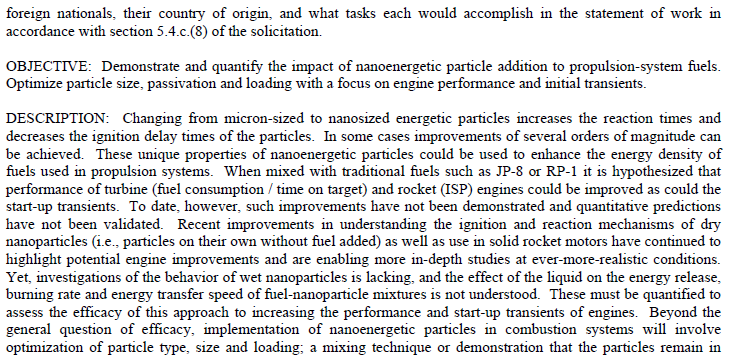 foreign nationals, their country of origin, and what tasks each would accomplish in the statement of work in
accordance with section 5.4.c.(8) of the solicitation.
OBJECTIVE: Demonstrate and quantify the impact of nanoenergetic particle addition to propulsion-system fuels.
Optimize particle size, passivation and loading with a focus on engine performance and initial transients.
DESCRIPTION: Changing from micron-sized to nanosized energetic particles increases the reaction times and
decreases the ignition delay times of the particles. In some cases improvements of several orders of magnitude can
be achieved. These unique properties of nanoenergetic particles could be used to enhance the energy density of
fuels used in propulsion systems. When mixed with traditional fuels such as JP-8 or RP-1 it is hypothesized that
performance of turbine (fuel consumption / time on target) and rocket (ISP) engines could be improved as could the
start-up transients. To date, however, such improvements have not been demonstrated and quantitative predictions
have not been validated. Recent improvements in understanding the ignition and reaction mechanisms of dry
nanoparticles (i.e., particles on their own without fuel added) as well as use in solid rocket motors have continued to
highlight potential engine improvements and are enabling more in-depth studies at ever-more-realistic conditions.
Yet, investigations of the behavior of wet nanoparticles is lacking, and the effect of the liquid on the energy release,
burning rate and energy transfer speed of fuel-nanoparticle mixtures is not understood. These must be quantified to
assess the efficacy of this approach to increasing the performance and start-up transients of engines. Beyond the
general question of efficacy, implementation of nanoenergetic particles in combustion systems will involve
optimization of particle type, size and loading; a mixing technique or demonstration that the particles remain in